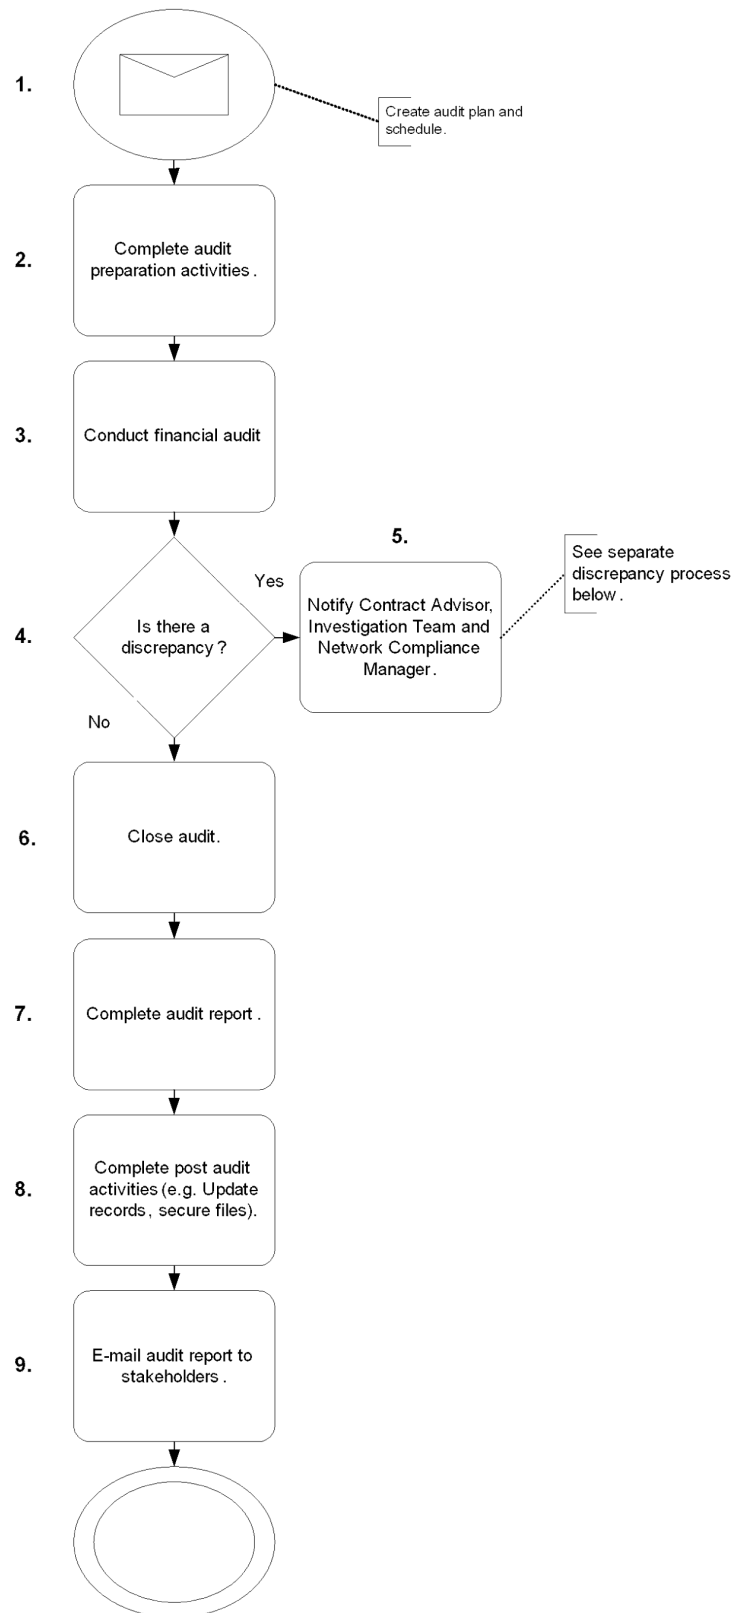 1.
Create audit plan and
schedule.
2.
Complete audit
preparation activities.
3.
Conduct financial audit
4.
Is there a
discrepancy?
Yes
No
5.
Notify Contract Advisor,
Investigation Team and
Network Compliance
Manager.
See separate
discrepancy process
below.
6.
Close audit.
7.
Complete audit report.
8.
Complete post audit
activities (e.g. Update
records, secure files).
9.
E-mail audit report to
stakeholders.